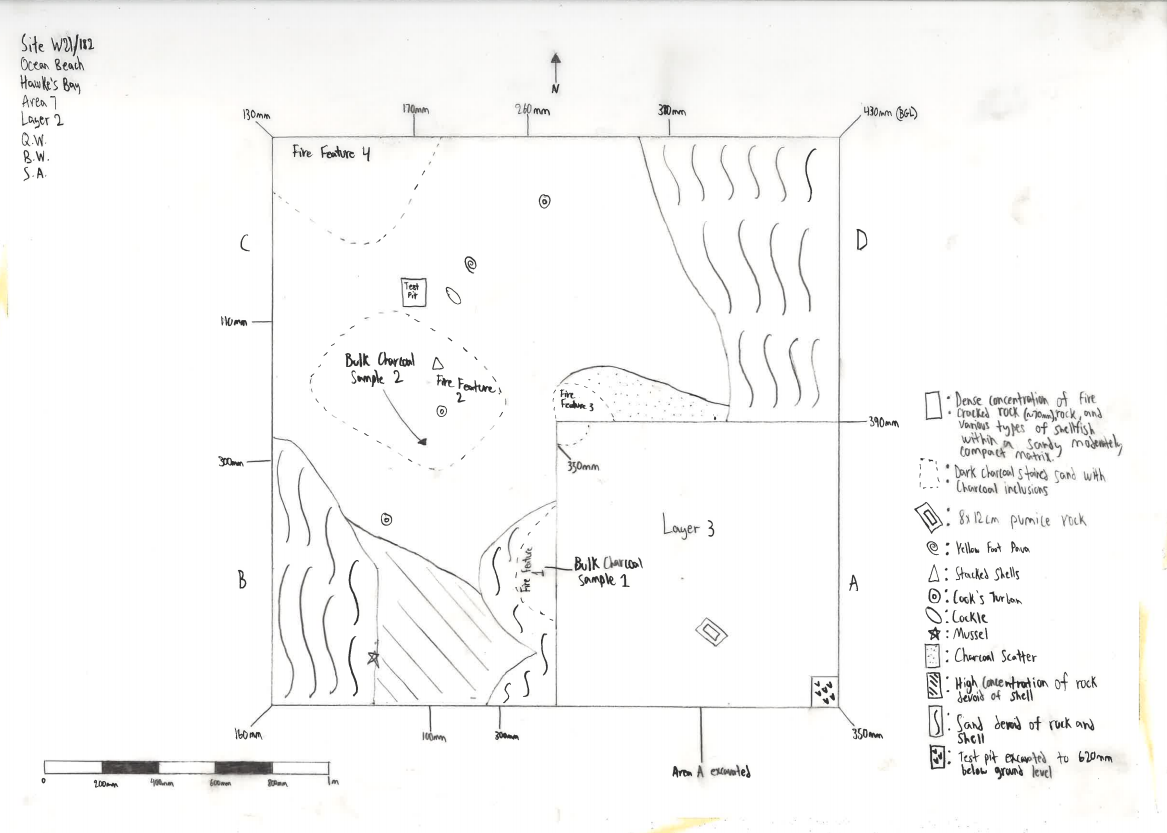 Site W21/182
Ocean Beach
Hawke's Bay
Area 7
Layer 2
Q.W.
B.W.
S.A.
N
130mm
170mm
260mm
430mm (BGL)
Fire Feature 4
C
D
Test
Pit
110mm
Bulk Charcoal
Sample 2
Fire Feature
2
Fire
Feature 3
390mm
300mm
350mm
Layer 3
Fire Feature
1
Bulk Charcoal
Sample 1
B
A
160mm
100mm
300mm
350mm
Area A excavated
0
200mm
400mm
600mm
800mm
1m
: Dense concentration of fire
cracked rock (~70mm), rock, and
various types of shellfish
within a sandy moderately
compact matrix.
: Dark charcoal stained sand with
Charcoal inclusions
: 8x12cm pumice rock
: Yellow Foot Paua
: Stacked Shells
: Cook's Turban
: Cockle
: Mussel
: Charcoal Scatter
: High Concentration of rock
devoid of shell
: Sand devoid of rock and
Shell
: Test pit excavated to 620mm
below ground level